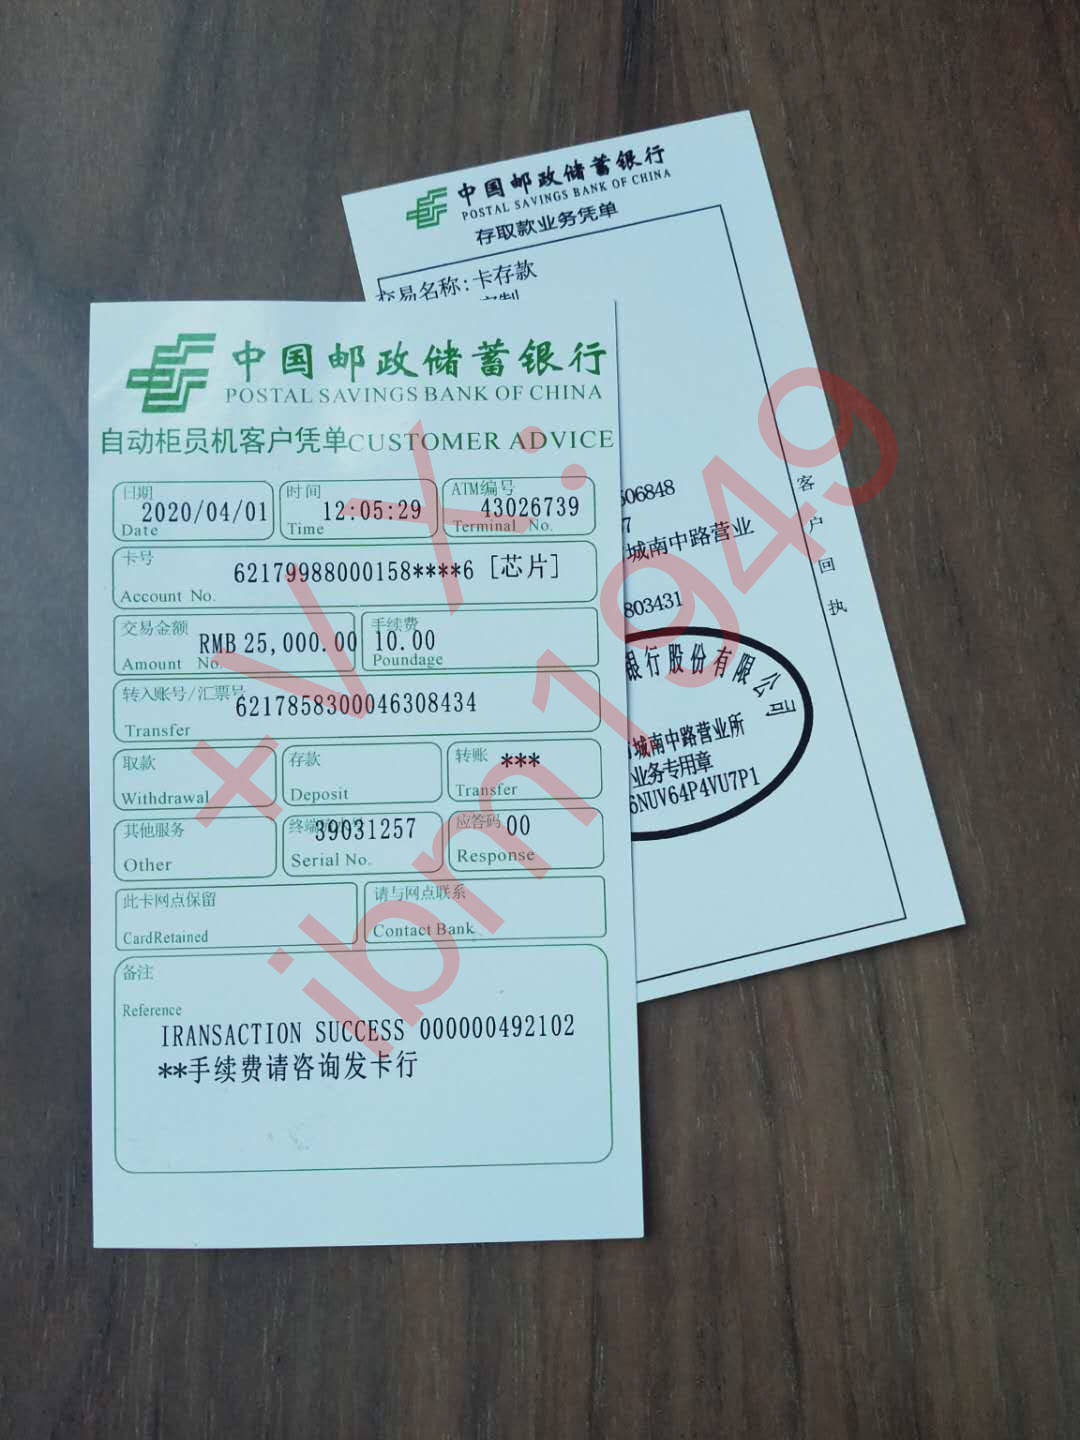 中国邮政储蓄银行
POSTAL SAVINGS BANK OF CHINA
存取款业务凭单
交易名称:卡存款
606848
7
城南中路营业
803431
客户回执
银行股份有限公司
城南中路营业所
业务专用章
6NUV64P4VU7P1
中国邮政储蓄银行
POSTAL SAVINGS BANK OF CHINA
自动柜员机客户凭单CUSTOMER ADVICE
日期 时间 ATM编号
2020/04/01 12:05:29 43026739
Date Time Terminal No.
卡号
62179988000158****6 [芯片]
Account No.
交易金额 手续费
RMB 25,000.00 10.00
Amount No. Poundage
转入账号/汇票号
6217858300046308434
Transfer
取款 存款 转账 ***
Withdrawal Deposit Transfer
其他服务 终端 39031257 应答码 00
Other Serial No. Response
此卡网点保留 请与网点联系
CardRetained Contact Bank
备注
Reference
IRANSACTION SUCCESS 000000492102
**手续费请咨询发卡行
+VX:
ibm1949